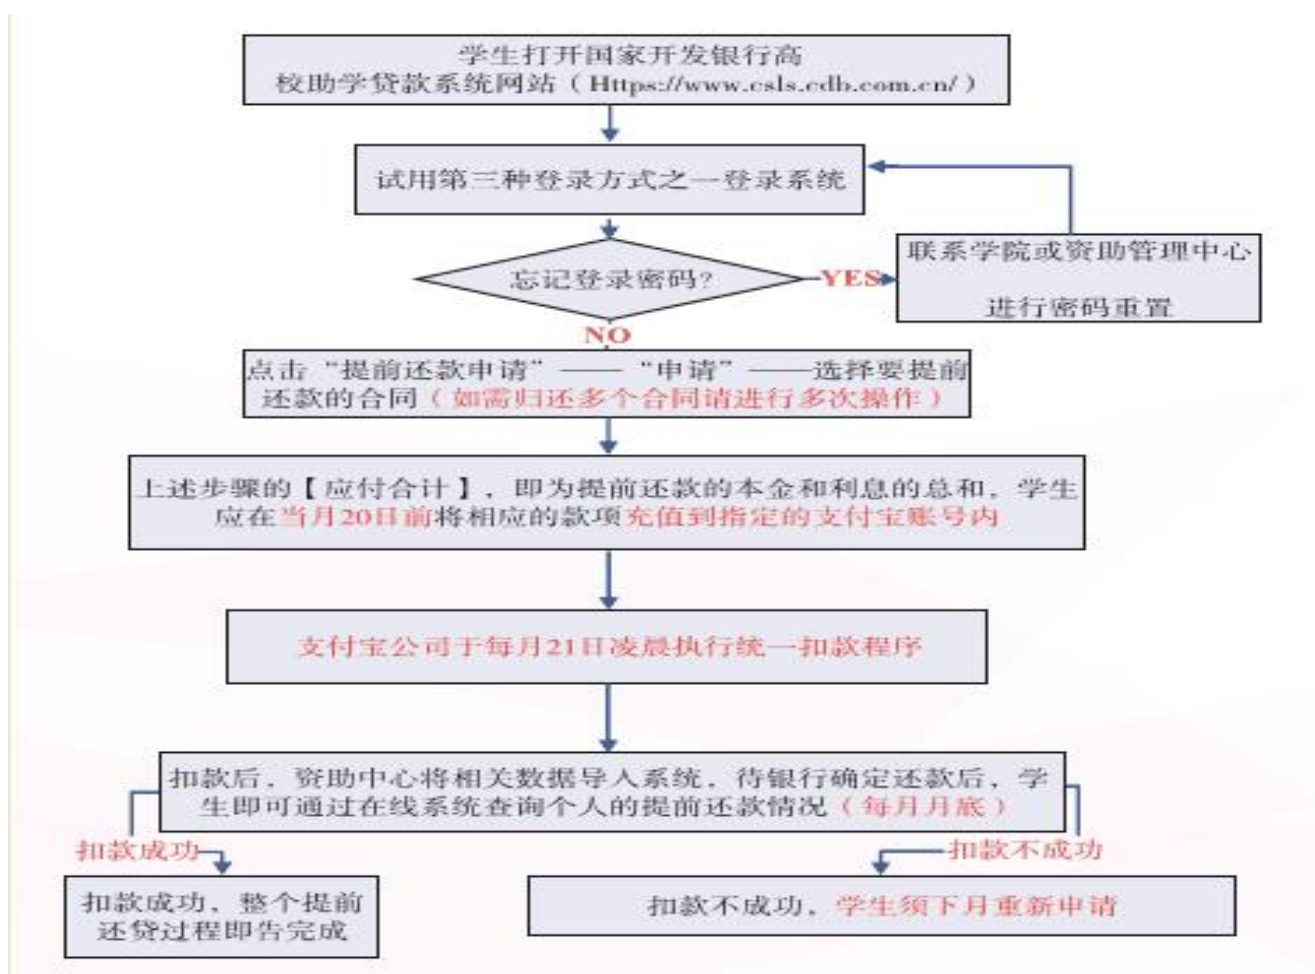 学生打开国家开发银行高
校助学贷款系统网站（Https://www.csls.cdb.com.cn/）
试用第三种登录方式之一登录系统
忘记登录密码?
YES
联系学院或资助管理中心
进行密码重置
NO
点击“提前还款申请”——“申请”——选择要提前
还款的合同（如需归还多个合同请进行多次操作）
上述步骤的【应付合计】，即为提前还款的本金和利息的总和，学生
应在当月20日前将相应的款项充值到指定的支付宝账号内
支付宝公司于每月21日凌晨执行统一扣款程序
扣款后，资助中心将相关数据导入系统，待银行确定还款后，学
生即可通过在线系统查询个人的提前还款情况（每月月底）
扣款成功
扣款不成功
扣款成功，整个提前
还贷过程即告完成
扣款不成功，学生须下月重新申请